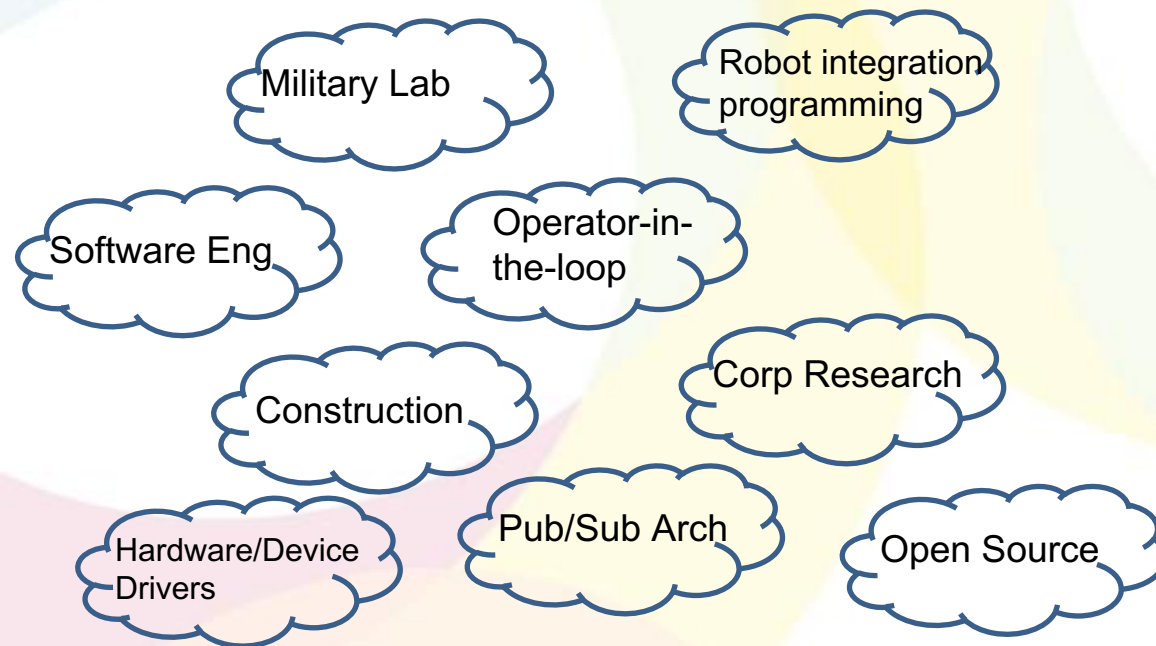 Military Lab
Robot integration
programming
Software Eng
Operator-in-
the-loop
Construction
Corp Research
Hardware/Device
Drivers
Pub/Sub Arch
Open Source